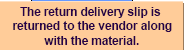 The return delivery slip is
returned to the vendor along
with the material.